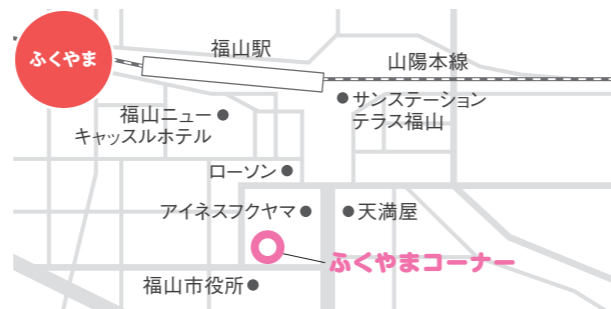 ふくやま
福山駅
山陽本線
福山ニュー
キャッスルホテル
サンステーション
テラス福山
ローソン
アイネスフクヤマ
天満屋
ふくやまコーナー
福山市役所